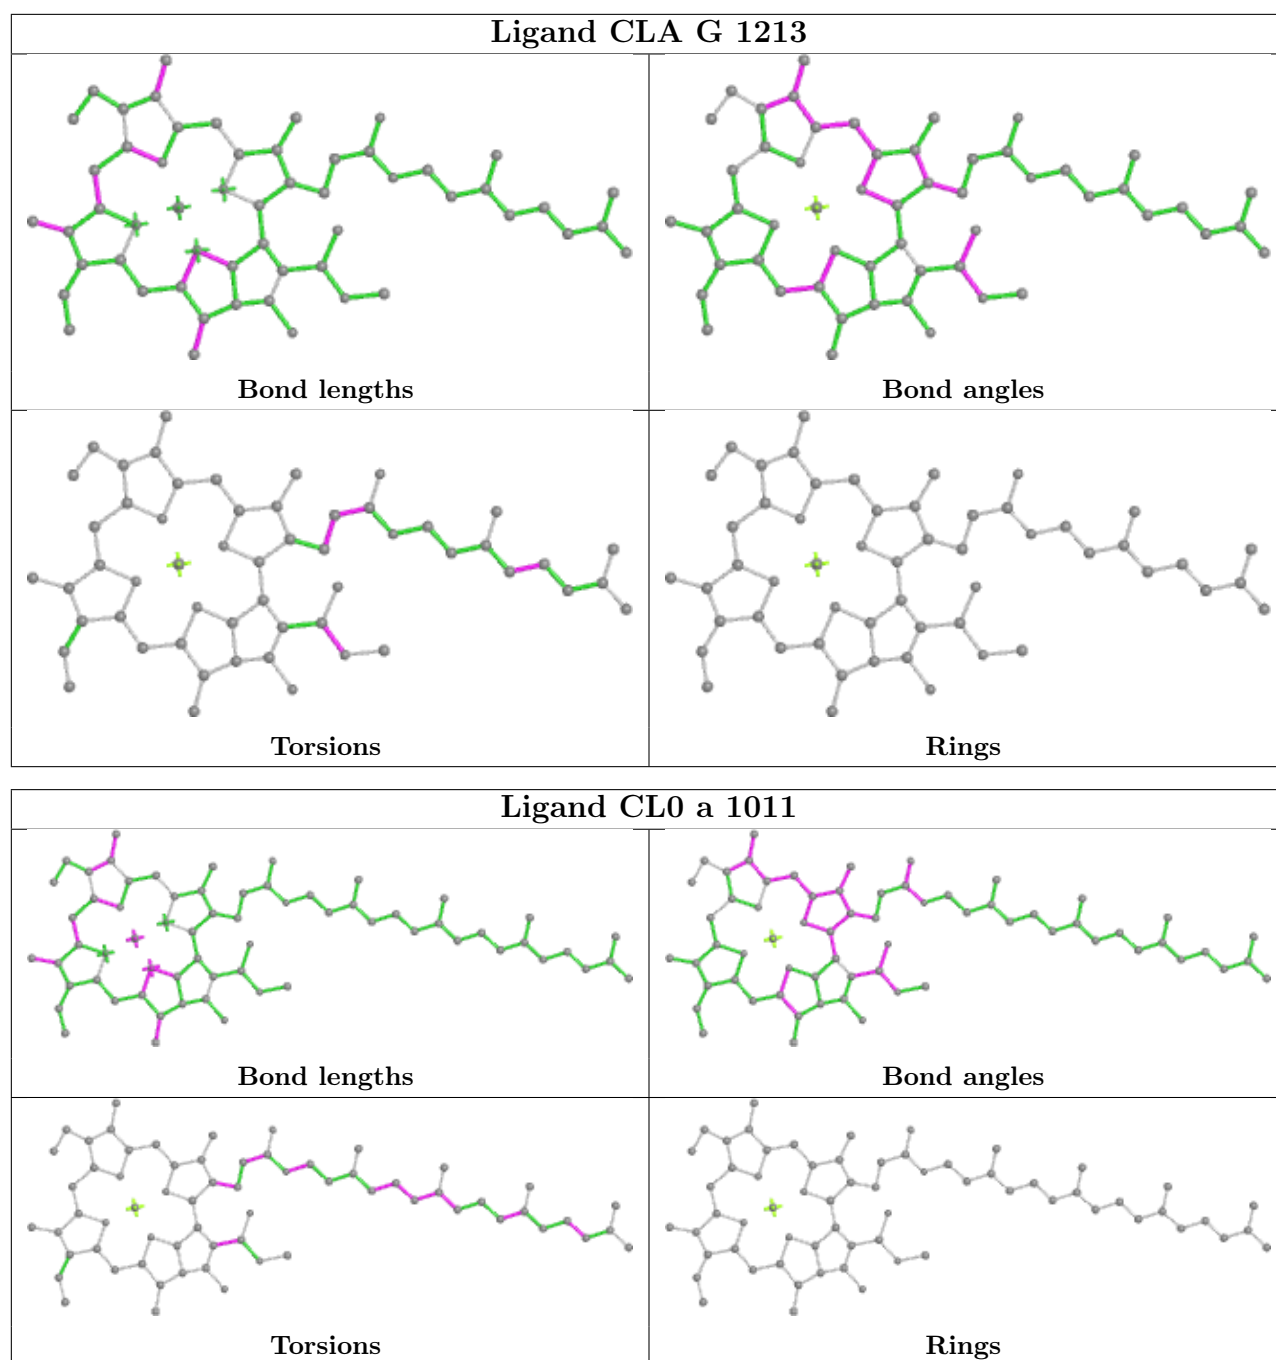 Ligand CLA G 1213
Bond lengths
Bond angles
Torsions
Rings
Ligand CL0 a 1011
Bond lengths
Bond angles
Torsions
Rings